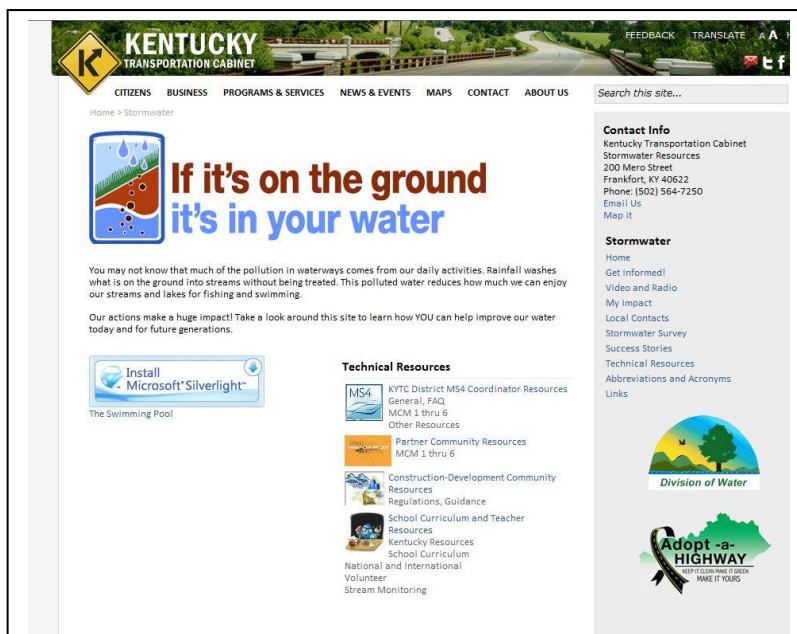 KENTUCKY
TRANSPORTATION CABINET
FEEDBACK TRANSLATE A A H
CITIZENS BUSINESS PROGRAMS & SERVICES NEWS & EVENTS MAPS CONTACT ABOUT US
Search this site...
Home > Stormwater
If it's on the ground
it's in your water
You may not know that much of the pollution in waterways comes from our daily activities. Rainfall washes
what is on the ground into streams without being treated. This polluted water reduces how much we can enjoy
our streams and lakes for fishing and swimming.
Our actions make a huge impact! Take a look around this site to learn how YOU can help improve our water
today and for future generations.
Install
Microsoft Silverlight™
The Swimming Pool
Technical Resources
MS4
KYTC District MS4 Coordinator Resources
General, FAQ
MCM 1 thru 6
Other Resources
Partner Community Resources
MCM 1 thru 6
Construction-Development Community
Resources
Regulations, Guidance
School Curriculum and Teacher
Resources
Kentucky Resources
School Curriculum
National and International
Volunteer
Stream Monitoring
Contact Info
Kentucky Transportation Cabinet
Stormwater Resources
200 Mero Street
Frankfort, KY 40622
Phone: (502) 564-7250
Email Us
Map it
Stormwater
Home
Get Informed!
Video and Radio
My Impact
Local Contacts
Stormwater Survey
Success Stories
Technical Resources
Abbreviations and Acronyms
Links
Division of Water
Adopt -a-
HIGHWAY
KEEP IT CLEAN MAKE IT GREEN
MAKE IT YOURS